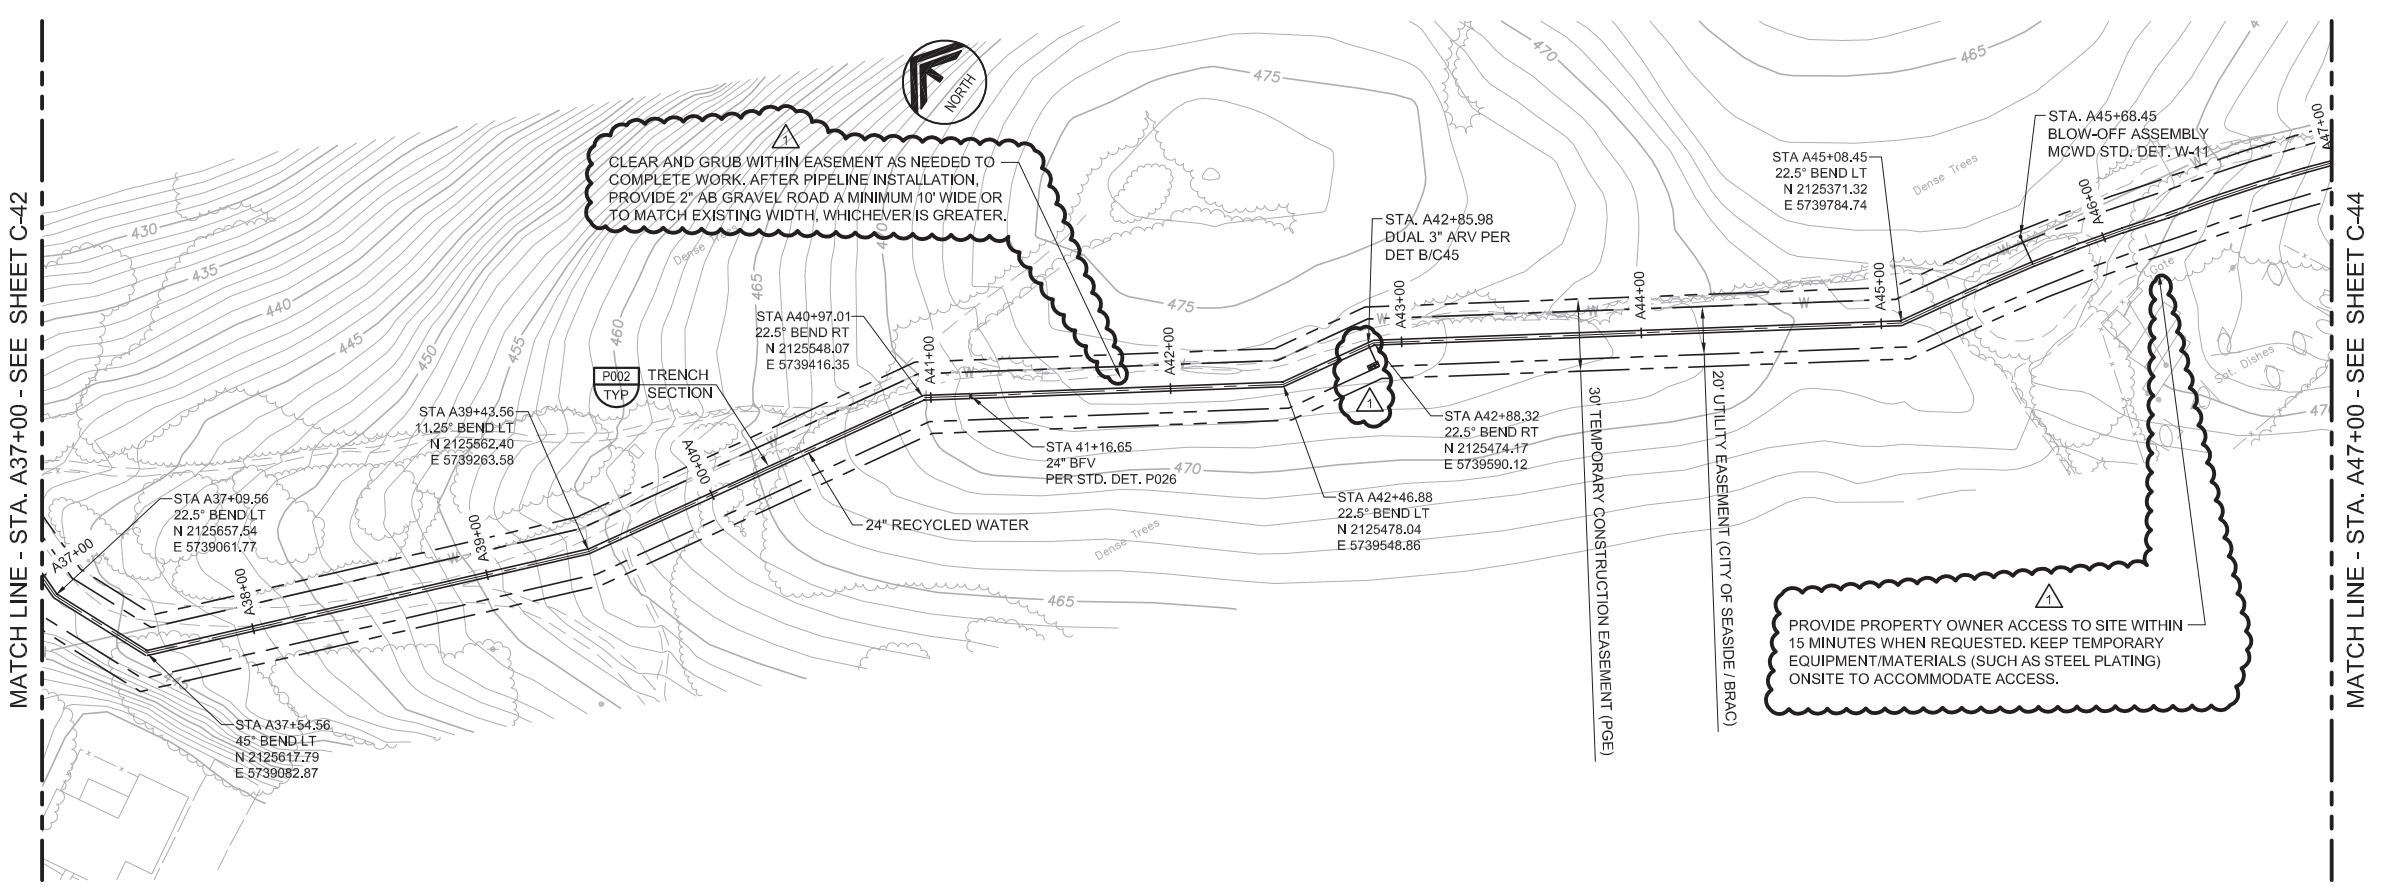 MATCH LINE - STA. A37+00 - SEE SHEET C-42
430
435
440
445
450
455
460
460
465
475
475
470
465
470
465
470
NORTH
1
CLEAR AND GRUB WITHIN EASEMENT AS NEEDED TO
COMPLETE WORK. AFTER PIPELINE INSTALLATION,
PROVIDE 2" AB GRAVEL ROAD A MINIMUM 10' WIDE OR
TO MATCH EXISTING WIDTH, WHICHEVER IS GREATER.
Dense Trees
STA A40+97.01
22.5° BEND RT
N 2125548.07
E 5739416.35
P002
TYP
TRENCH
SECTION
STA A39+43.56
11.25° BEND LT
N 2125562.40
E 5739263.58
STA A37+09.56
22.5° BEND LT
N 2125657.54
E 5739061.77
STA A37+54.56
45° BEND LT
N 2125617.79
E 5739082.87
A37+00
A38+00
A39+00
A40+00
A41+00
A42+00
A43+00
A44+00
A45+00
A46+00
A47+00
W
W
W
W
W
W
W
W
W
24" RECYCLED WATER
STA 41+16.65
24" BFV
PER STD. DET. P026
Dense Trees
STA. A42+85.98
DUAL 3" ARV PER
DET B/C45
1
STA A42+88.32
22.5° BEND RT
N 2125474.17
E 5739590.12
STA A42+46.88
22.5° BEND LT
N 2125478.04
E 5739548.86
30' TEMPORARY CONSTRUCTION EASEMENT (PGE)
20' UTILITY EASEMENT (CITY OF SEASIDE / BRAC)
STA A45+08.45
22.5° BEND LT
N 2125371.32
E 5739784.74
Dense Trees
STA. A45+68.45
BLOW-OFF ASSEMBLY
MCWD STD. DET. W-11
Gate
Sat. Dishes
1
PROVIDE PROPERTY OWNER ACCESS TO SITE WITHIN
15 MINUTES WHEN REQUESTED. KEEP TEMPORARY
EQUIPMENT/MATERIALS (SUCH AS STEEL PLATING)
ONSITE TO ACCOMMODATE ACCESS.
MATCH LINE - STA. A47+00 - SEE SHEET C-44